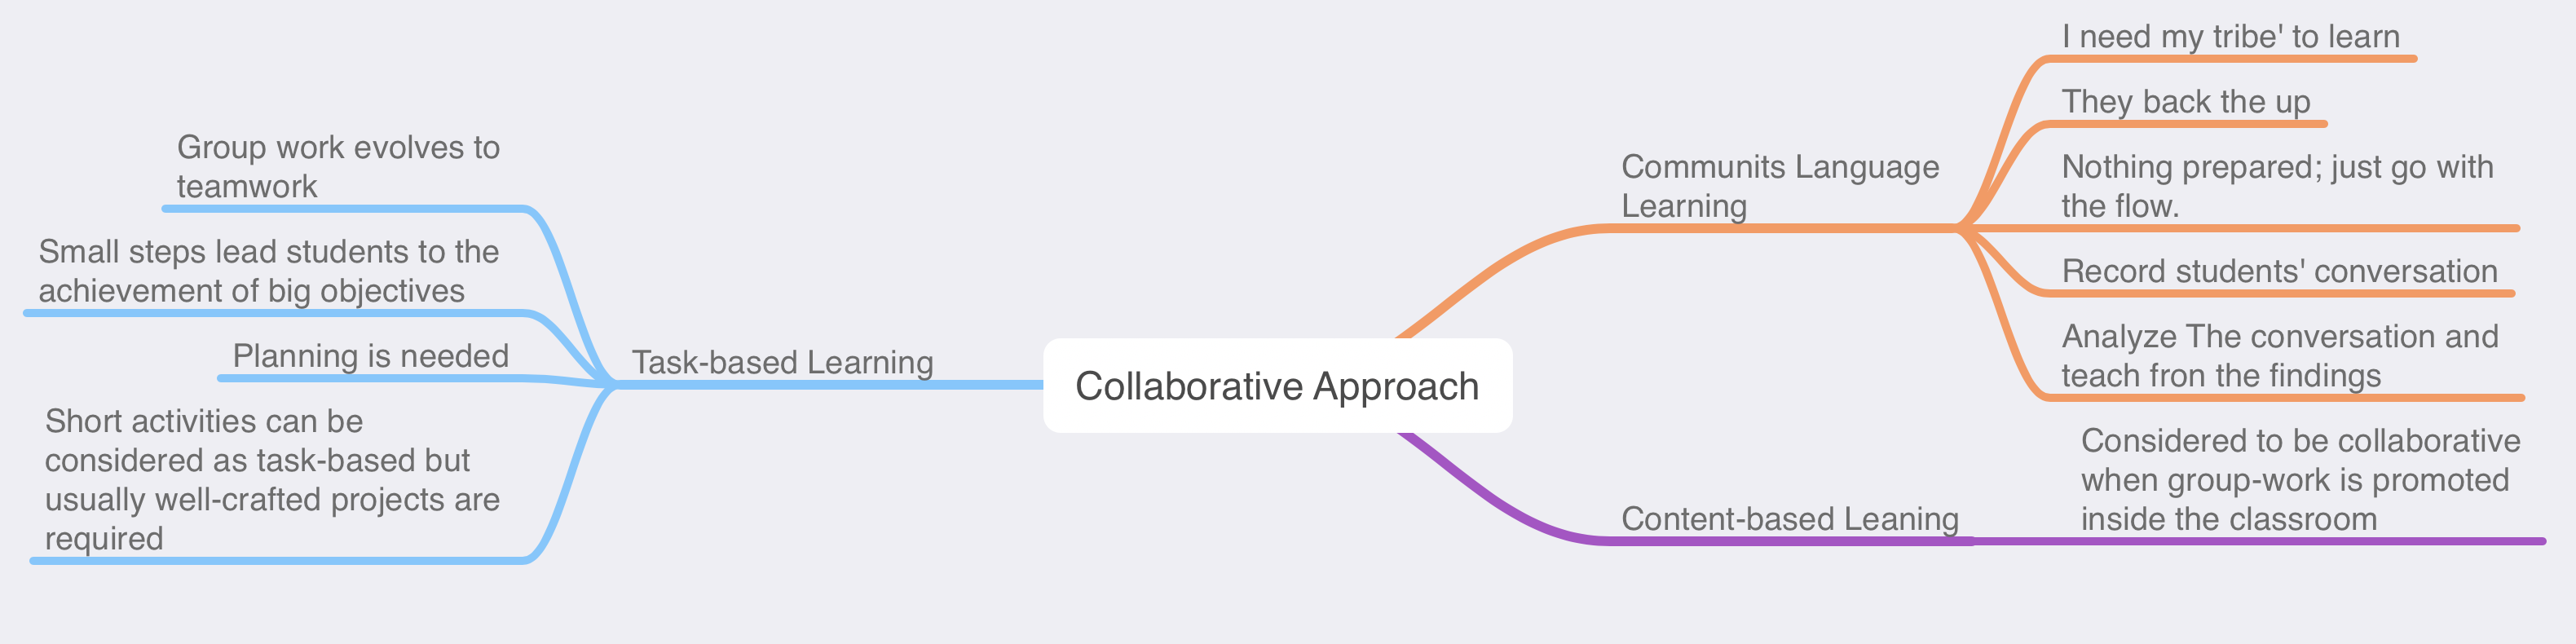 I need my tribe' to learn
They back the up
Communits Language
Learning
Nothing prepared; just go with
the flow.
Record students' conversation
Analyze The conversation and
teach fron the findings
Group work evolves to
teamwork
Small steps lead students to the
achievement of big objectives
Planning is needed
Short activities can be
considered as task-based but
usually well-crafted projects are
required
Task-based Learning
Collaborative Approach
Content-based Leaning
Considered to be collaborative
when group-work is promoted
inside the classroom